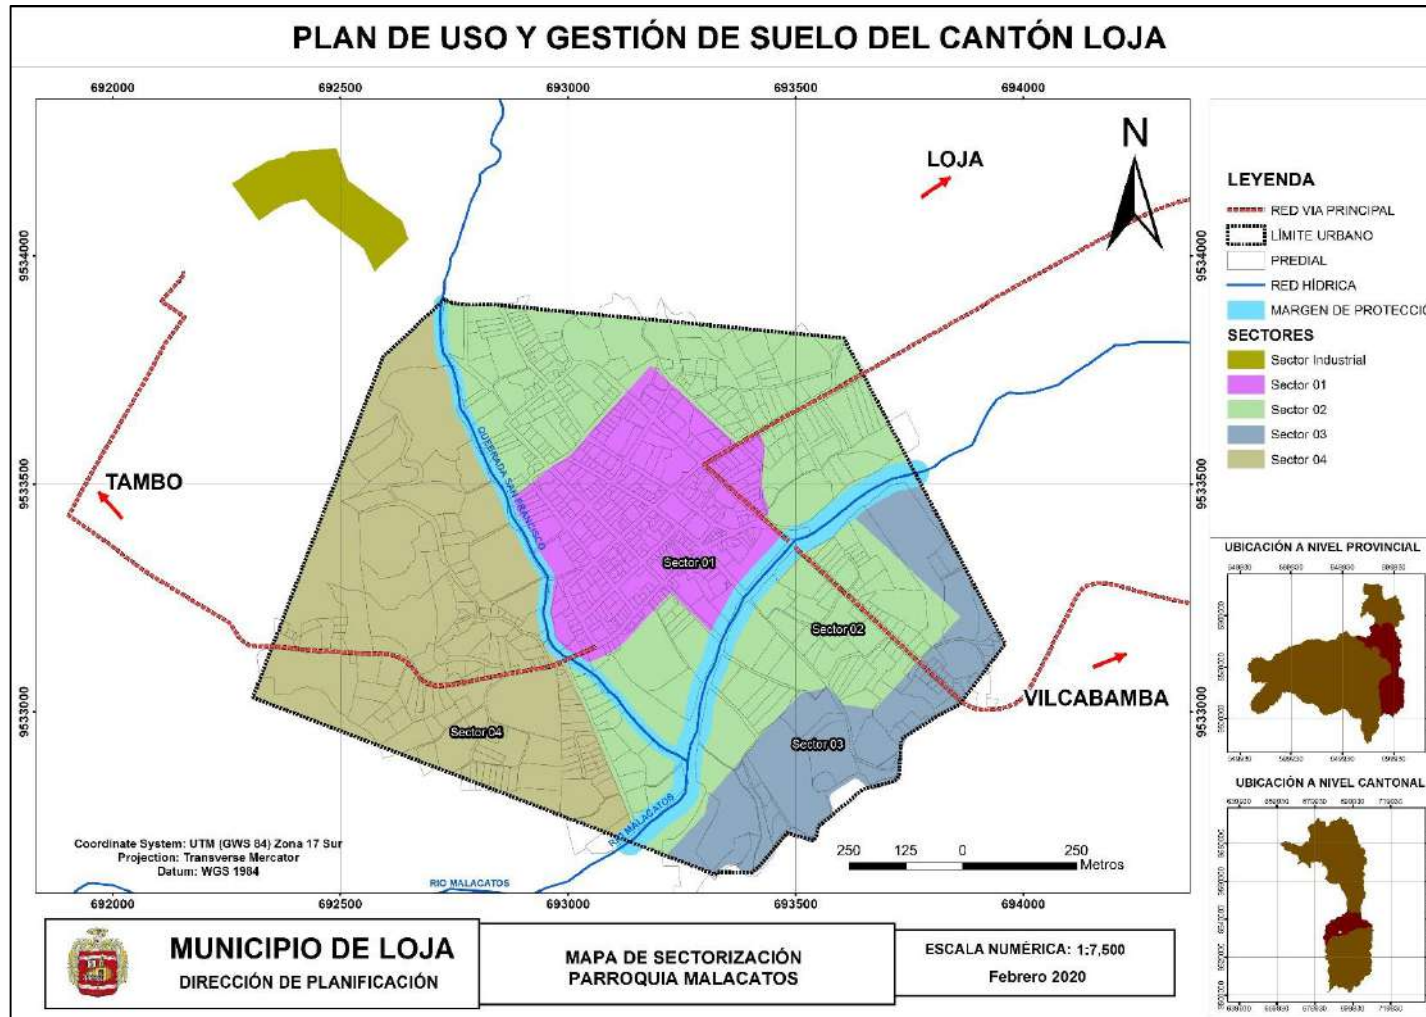 PLAN DE USO Y GESTIÓN DE SUELO DEL CANTÓN LOJA
692000 692500 693000 693500 694000
9534000
9533500
9533000
9534000
9533500
9533000
N
LOJA
TAMBO
VILCABAMBA
QUEBRADA SAN FRANCISCO
Sector 01
Sector 02
Sector 03
Sector 04
RIO MALACATOS
RIO MALACATOS
Coordinate System: UTM (GWS 84) Zona 17 Sur
Projection: Transverse Mercator
Datum: WGS 1984
250 125 0 250
Metros
692000 692500 693000 693500 694000
LEYENDA
RED VIA PRINCIPAL
LÍMITE URBANO
PREDIAL
RED HÍDRICA
MARGEN DE PROTECCIÓ
SECTORES
Sector Industrial
Sector 01
Sector 02
Sector 03
Sector 04
UBICACIÓN A NIVEL PROVINCIAL
UBICACIÓN A NIVEL CANTONAL
MUNICIPIO DE LOJA
DIRECCIÓN DE PLANIFICACIÓN
MAPA DE SECTORIZACIÓN
PARROQUIA MALACATOS
ESCALA NUMÉRICA: 1:7,500
Febrero 2020